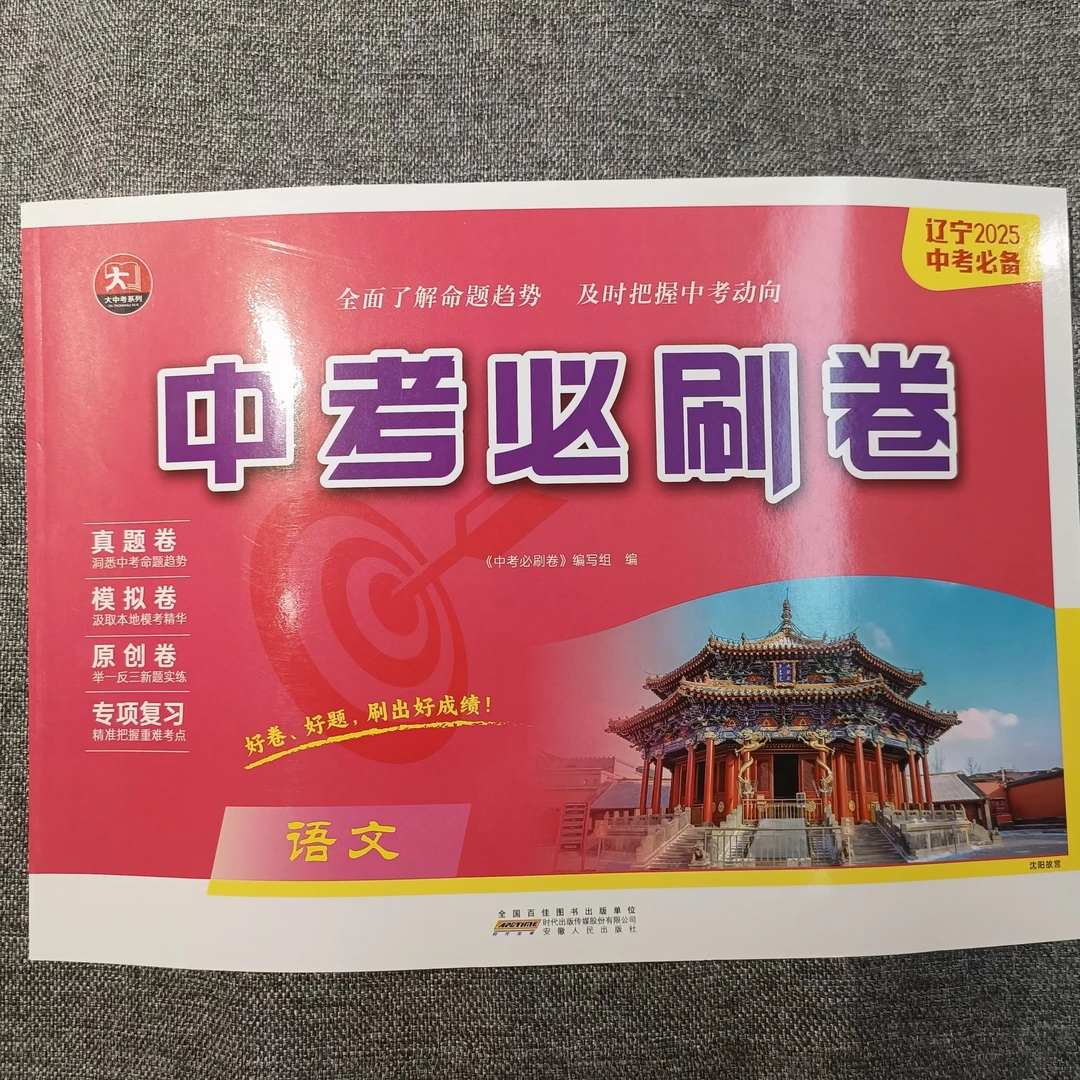 辽宁2025
中考必备
大
大中考系列
全面了解命题趋势 及时把握中考动向
中考必刷卷
《中考必刷卷》编写组 编
真题卷
洞悉中考命题趋势
模拟卷
汲取本地模考精华
原创卷
举一反三新题实练
专项复习
精准把握重难考点
好卷、好题,刷出好成绩!
语文
沈阳故宫
全国百佳图书出版单位
时代出版传媒股份有限公司
安徽人民出版社